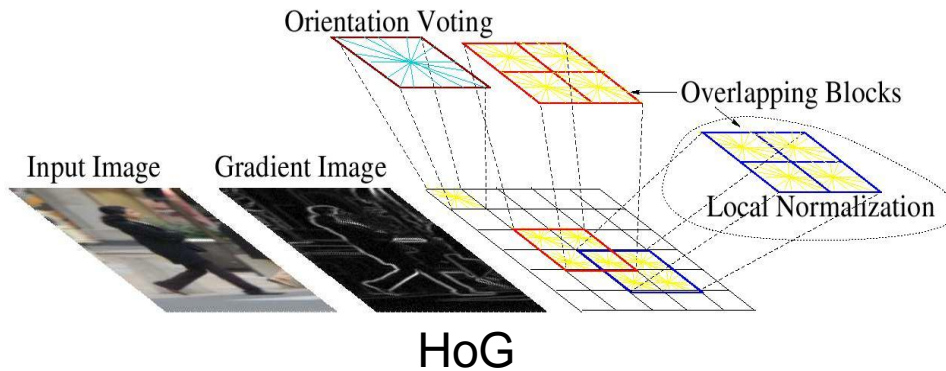 Orientation Voting
Overlapping Blocks
Input Image
Gradient Image
Local Normalization
HoG